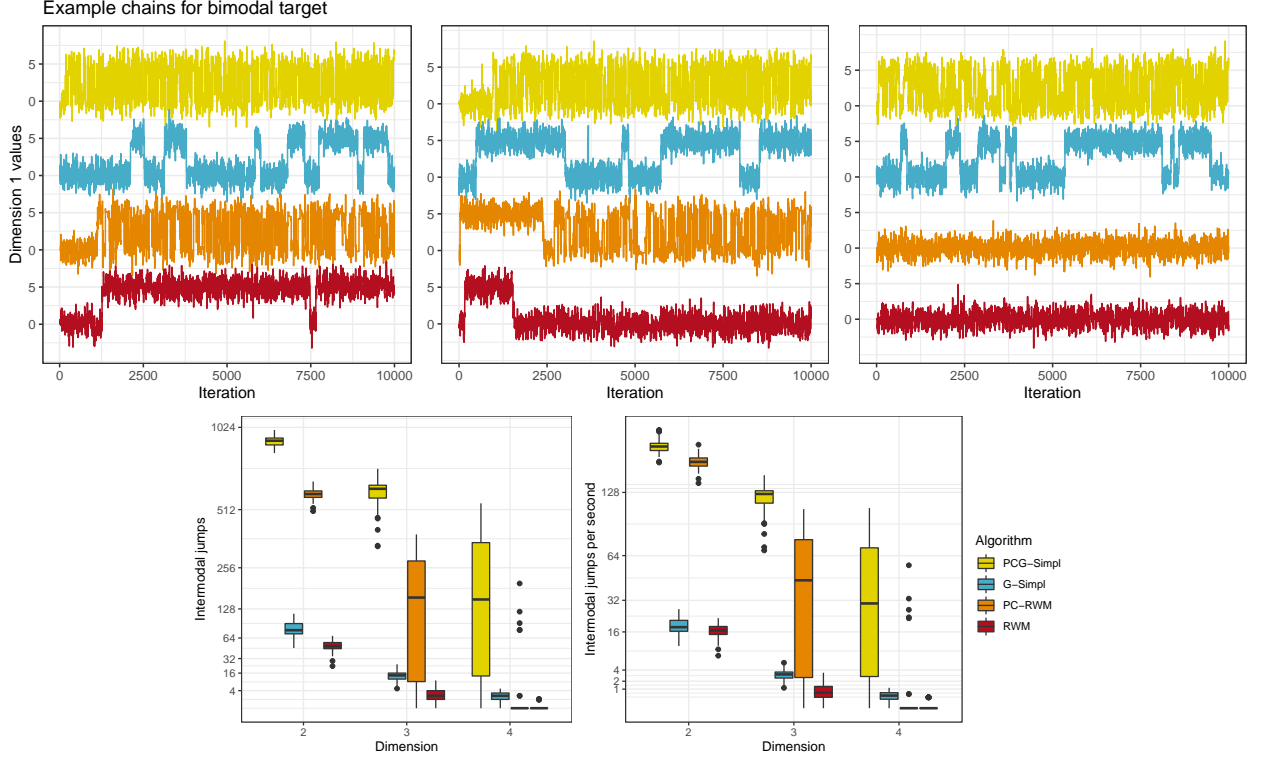 Example chains for bimodal target
Dimension 1 values
5
0
5
0
5
0
5
0
0 2500 5000 7500 10000
Iteration
5
0
5
0
5
0
5
0
0 2500 5000 7500 10000
Iteration
5
0
5
0
5
0
5
0
0 2500 5000 7500 10000
Iteration
Intermodal jumps
1024
512
256
128
64
32
16
4
2 3 4
Dimension
Intermodal jumps per second
128
64
32
16
4
2
1
2 3 4
Dimension
Algorithm
PCG−Simpl
G−Simpl
PC−RWM
RWM